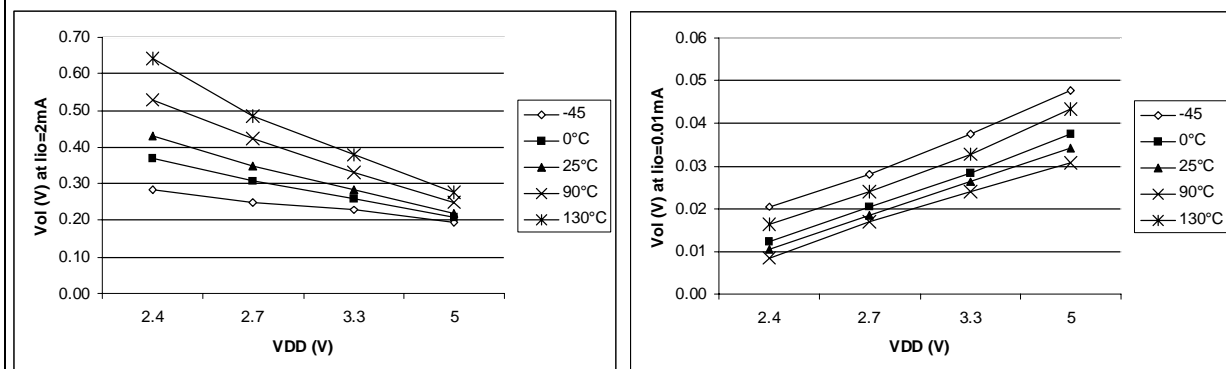 Vol (V) at Iio=2mA
0.70
0.60
0.50
0.40
0.30
0.20
0.10
0.00
2.4 2.7 3.3 5
VDD (V)
-45
0°C
25°C
90°C
130°C
Vol (V) at Iio=0.01mA
0.06
0.05
0.04
0.03
0.02
0.01
0.00
2.4 2.7 3.3 5
VDD (V)
-45
0°C
25°C
90°C
130°C